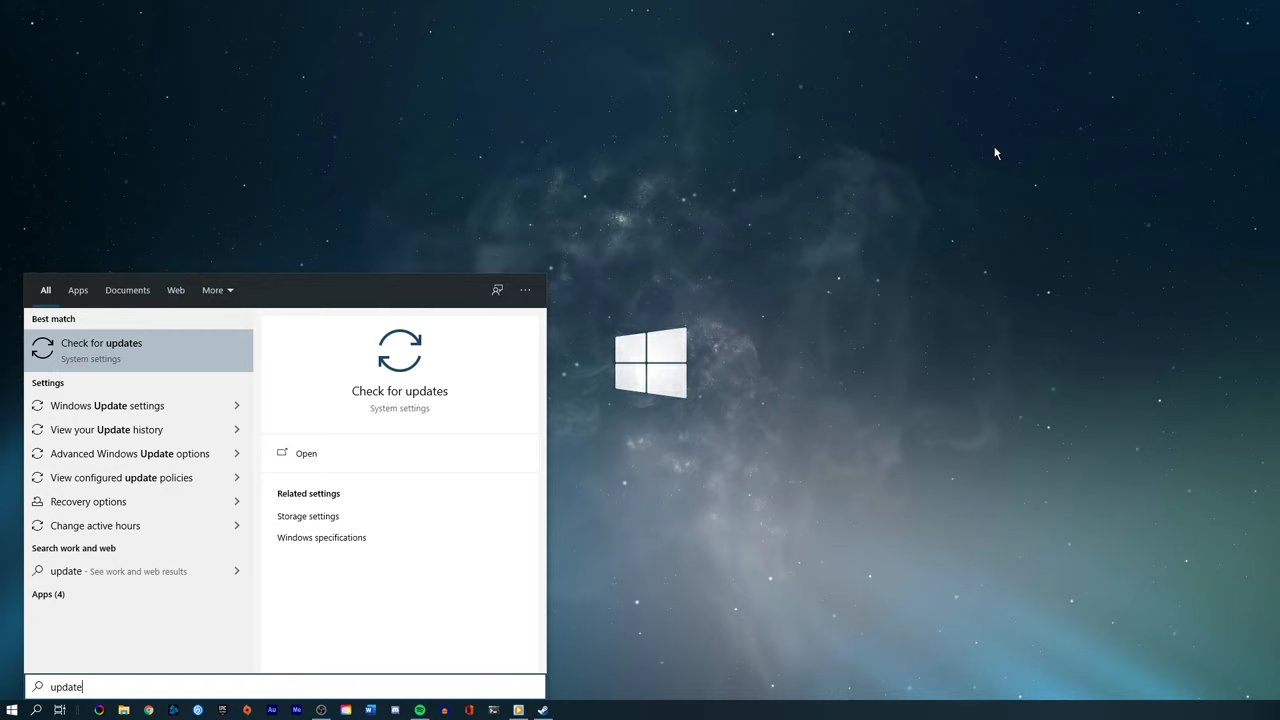 All
Apps
Documents
Web
More
Best match
Check for updates
System settings
Settings
Windows Update settings
View your Update history
Advanced Windows Update options
View configured update policies
Recovery options
Change active hours
Search work and web
update - See work and web results
Apps (4)
Check for updates
System settings
Open
Related settings
Storage settings
Windows specifications
update